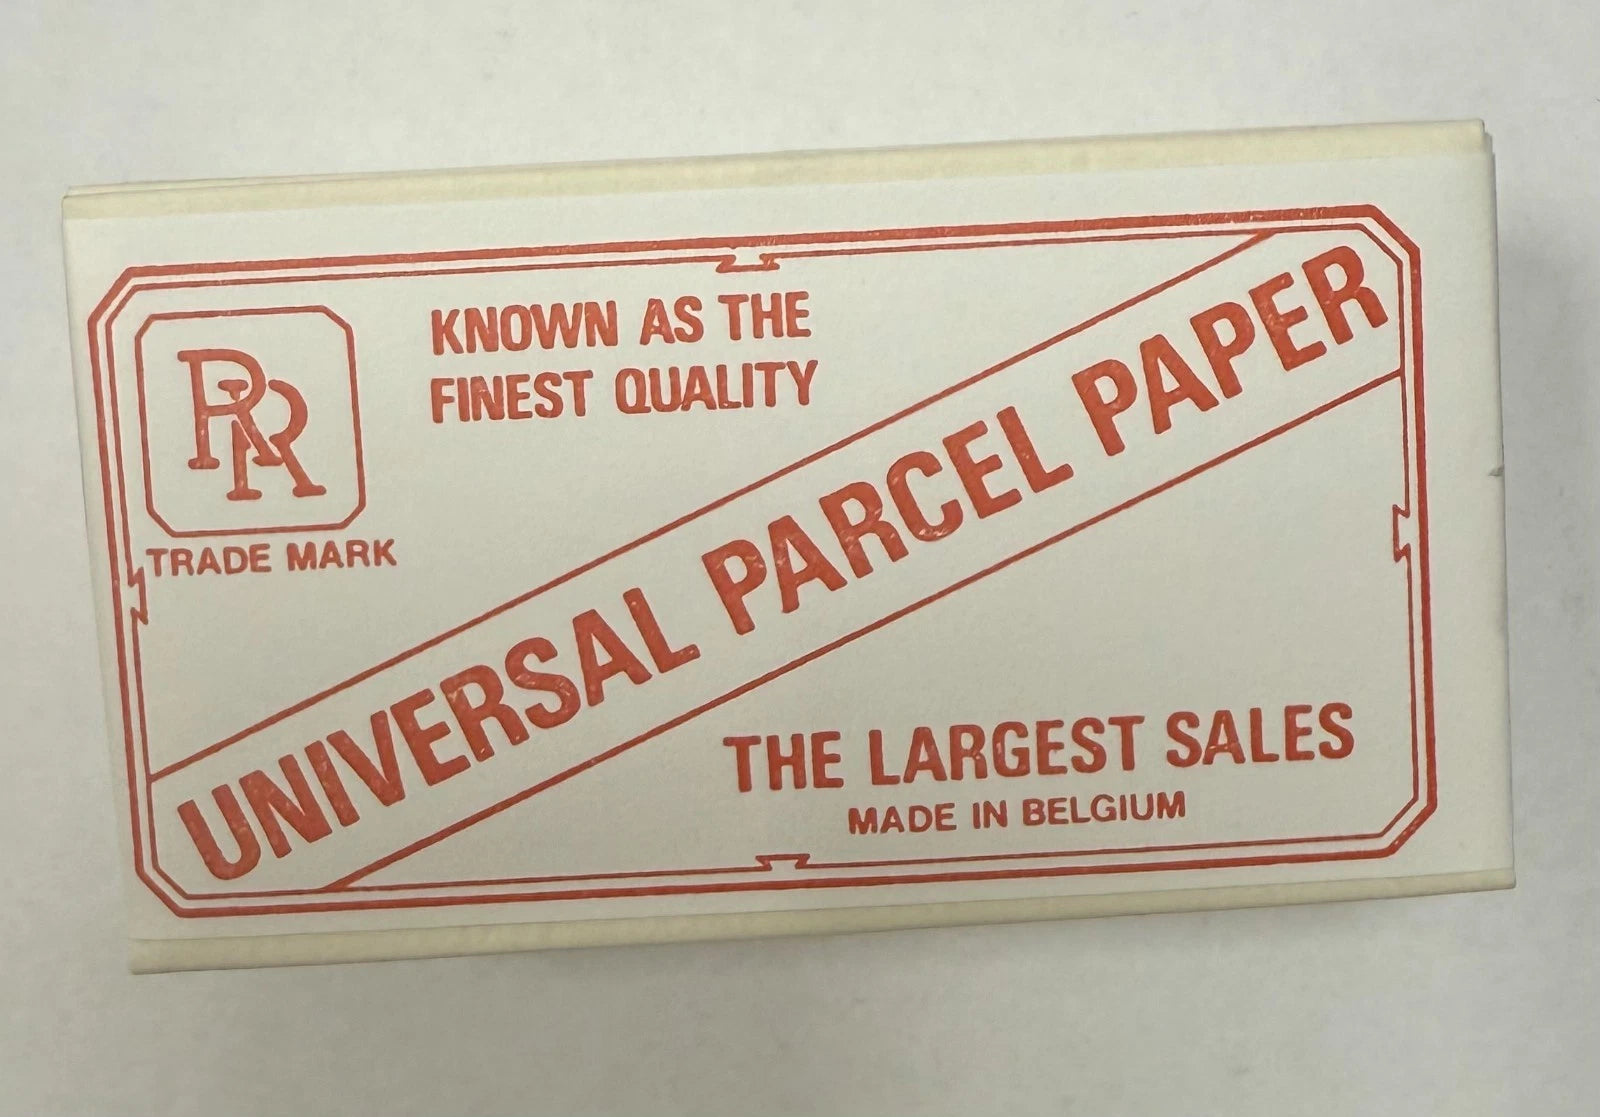 RR
TRADE MARK
KNOWN AS THE
FINEST QUALITY
UNIVERSAL PARCEL PAPER
THE LARGEST SALES
MADE IN BELGIUM